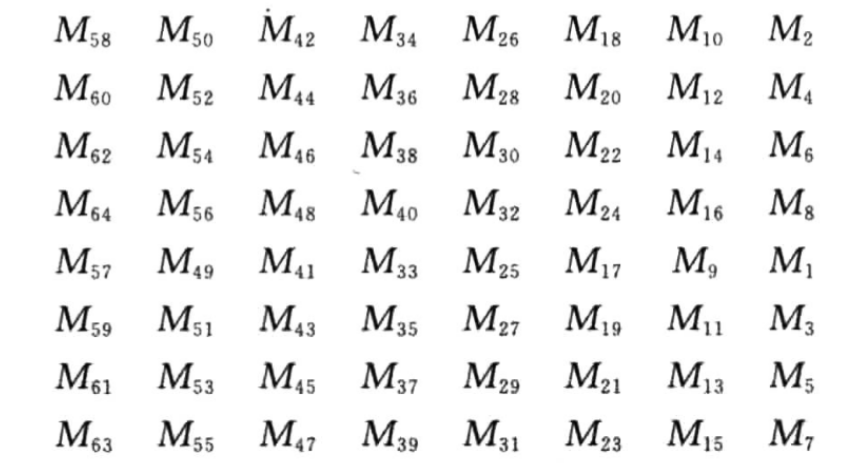 M₅₈ M₅₀ M₄₂ M₃₄ M₂₆ M₁₈ M₁₀ M₂
M₆₀ M₅₂ M₄₄ M₃₆ M₂₈ M₂₀ M₁₂ M₄
M₆₂ M₅₄ M₄₆ M₃₈ M₃₀ M₂₂ M₁₄ M₆
M₆₄ M₅₆ M₄₈ M₄₀ M₃₂ M₂₄ M₁₆ M₈
M₅₇ M₄₉ M₄₁ M₃₃ M₂₅ M₁₇ M₉ M₁
M₅₉ M₅₁ M₄₃ M₃₅ M₂₇ M₁₉ M₁₁ M₃
M₆₁ M₅₃ M₄₅ M₃₇ M₂₉ M₂₁ M₁₃ M₅
M₆₃ M₅₅ M₄₇ M₃₉ M₃₁ M₂₃ M₁₅ M₇